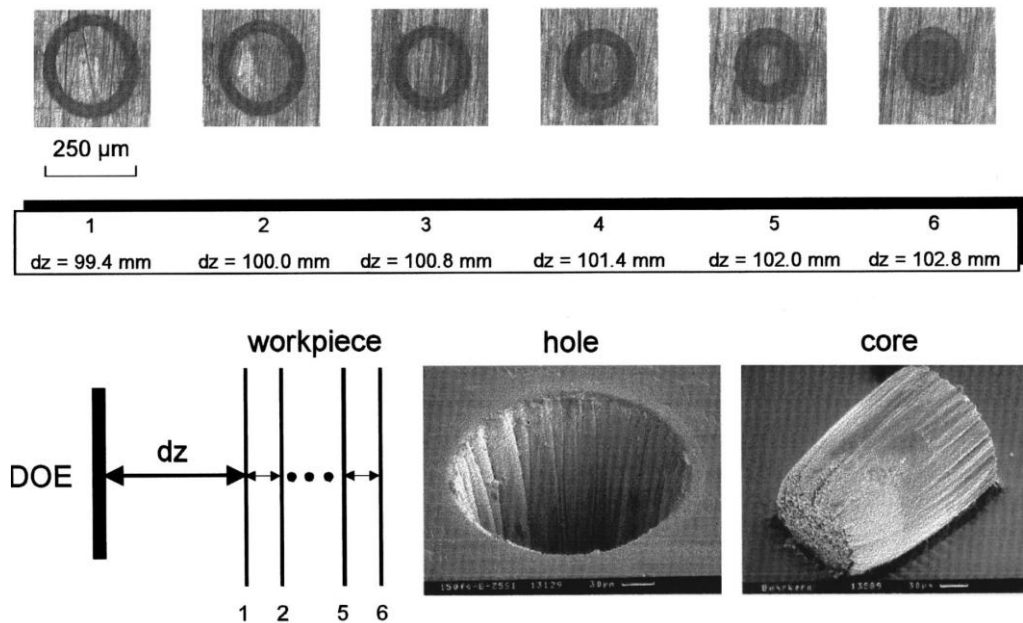 250 µm
1 2 3 4 5 6
dz = 99.4 mm dz = 100.0 mm dz = 100.8 mm dz = 101.4 mm dz = 102.0 mm dz = 102.8 mm
workpiece hole core
dz
DOE
30µm
30µm
1 2 5 6